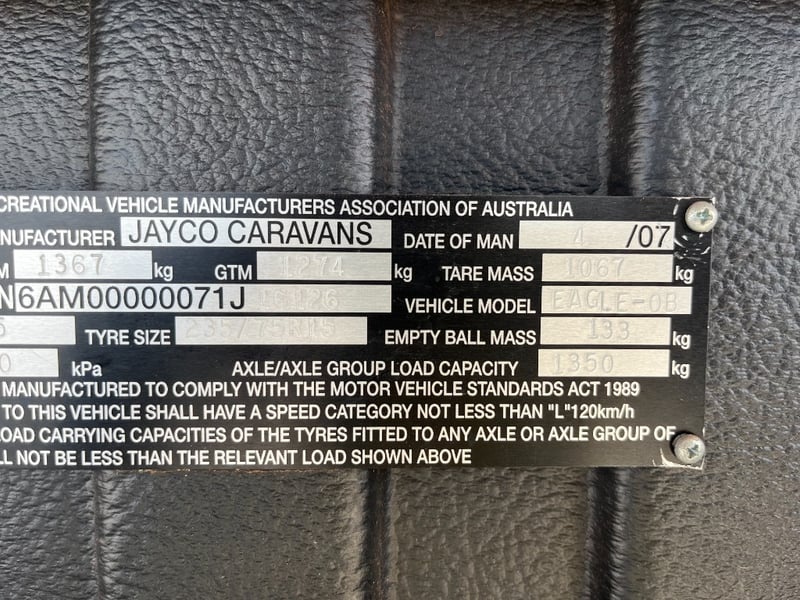 CREATIONAL VEHICLE MANUFACTURERS ASSOCIATION OF AUSTRALIA
NUFACTURER JAYCO CARAVANS DATE OF MAN 4 /07
M 1367 kg GTM 1274 kg TARE MASS 1067 kg
N 6AM00000071J VEHICLE MODEL EAGLE-OB
5 TYRE SIZE 235/75R15 EMPTY BALL MASS 133 kg
0 kPa AXLE/AXLE GROUP LOAD CAPACITY 1350 kg
MANUFACTURED TO COMPLY WITH THE MOTOR VEHICLE STANDARDS ACT 1989
TO THIS VEHICLE SHALL HAVE A SPEED CATEGORY NOT LESS THAN "L"120km/h
OAD CARRYING CAPACITIES OF THE TYRES FITTED TO ANY AXLE OR AXLE GROUP OF
LL NOT BE LESS THAN THE RELEVANT LOAD SHOWN ABOVE